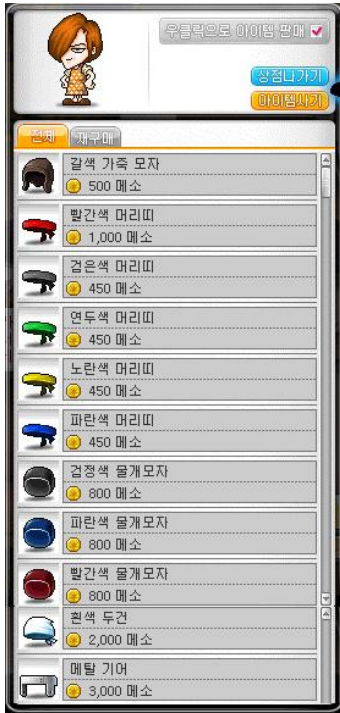 우클릭으로 아이템 판매
상점나가기
아이템사기
전체 재구매
갈색 가죽 모자
500 메소
빨간색 머리띠
1,000 메소
검은색 머리띠
450 메소
연두색 머리띠
450 메소
노란색 머리띠
450 메소
파란색 머리띠
450 메소
검정색 물개모자
800 메소
파란색 물개모자
800 메소
빨간색 물개모자
800 메소
흰색 두건
2,000 메소
메탈 기어
3,000 메소